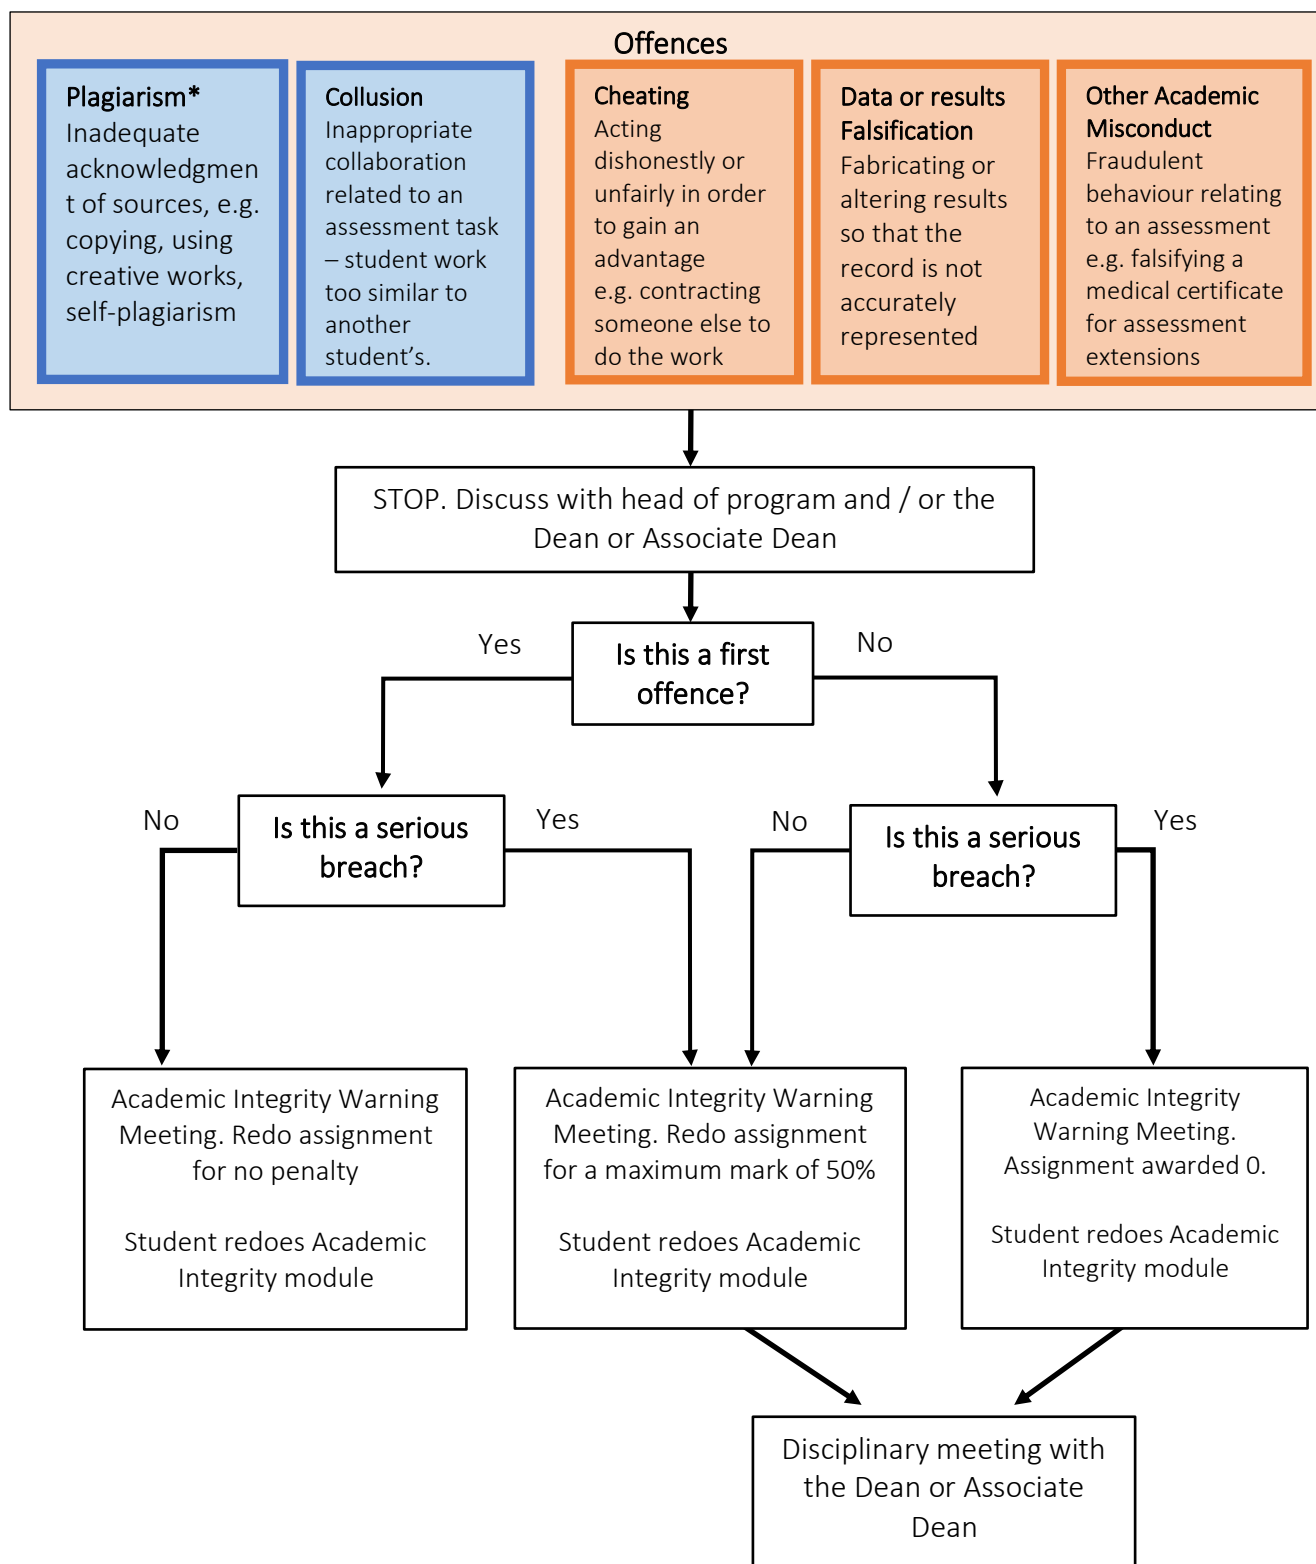 Offences
Plagiarism*
Inadequate
acknowledgmen
t of sources, e.g.
copying, using
creative works,
self-plagiarism
Collusion
Inappropriate
collaboration
related to an
assessment task
– student work
too similar to
another
student’s.
Cheating
Acting
dishonestly or
unfairly in order
to gain an
advantage
e.g. contracting
someone else to
do the work
Data or results
Falsification
Fabricating or
altering results
so that the
record is not
accurately
represented
Other Academic
Misconduct
Fraudulent
behaviour relating
to an assessment
e.g. falsifying a
medical certificate
for assessment
extensions
STOP. Discuss with head of program and / or the
Dean or Associate Dean
Is this a first
offence?
Yes
No
Is this a serious
breach?
No
Yes
Is this a serious
breach?
No
Yes
Academic Integrity Warning
Meeting. Redo assignment
for no penalty
Student redoes Academic
Integrity module
Academic Integrity Warning
Meeting. Redo assignment
for a maximum mark of 50%
Student redoes Academic
Integrity module
Academic Integrity
Warning Meeting.
Assignment awarded 0.
Student redoes Academic
Integrity module
Disciplinary meeting with
the Dean or Associate
Dean